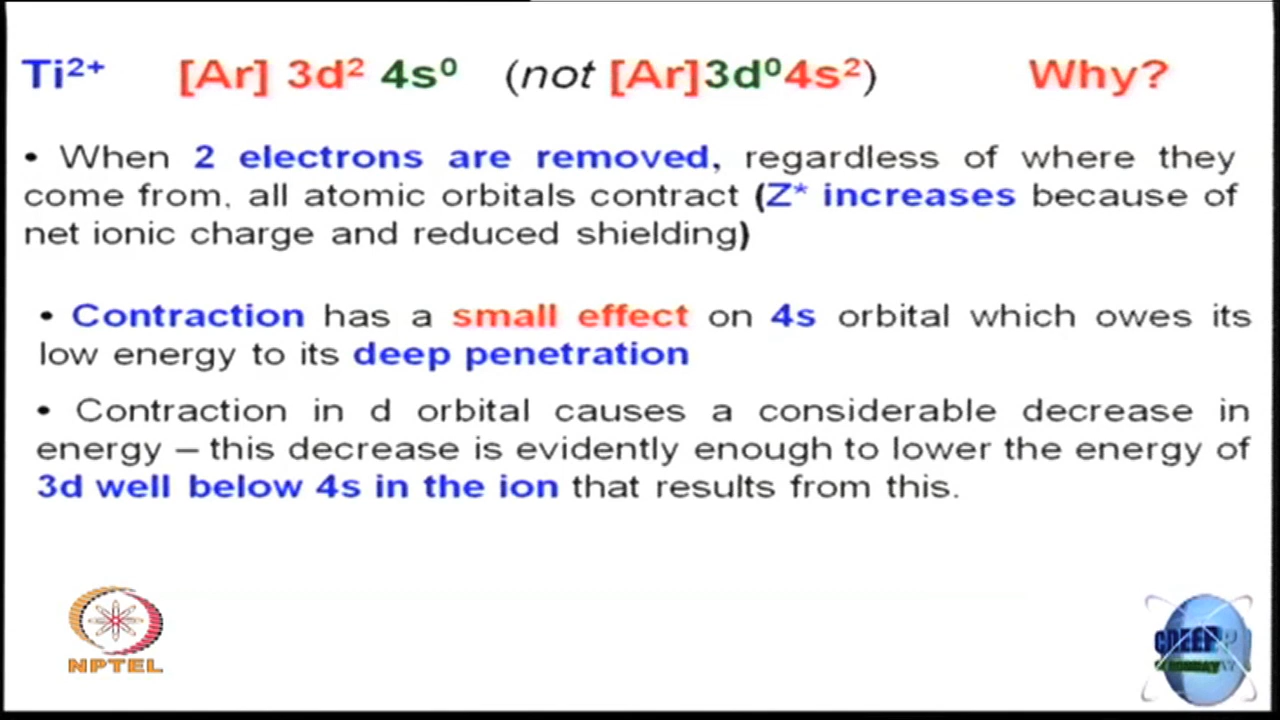 Ti²⁺ [Ar] 3d² 4s⁰ (not [Ar]3d⁰4s²) Why?
• When 2 electrons are removed, regardless of where they
come from, all atomic orbitals contract (Z* increases because of
net ionic charge and reduced shielding)
• Contraction has a small effect on 4s orbital which owes its
low energy to its deep penetration
• Contraction in d orbital causes a considerable decrease in
energy – this decrease is evidently enough to lower the energy of
3d well below 4s in the ion that results from this.
NPTEL